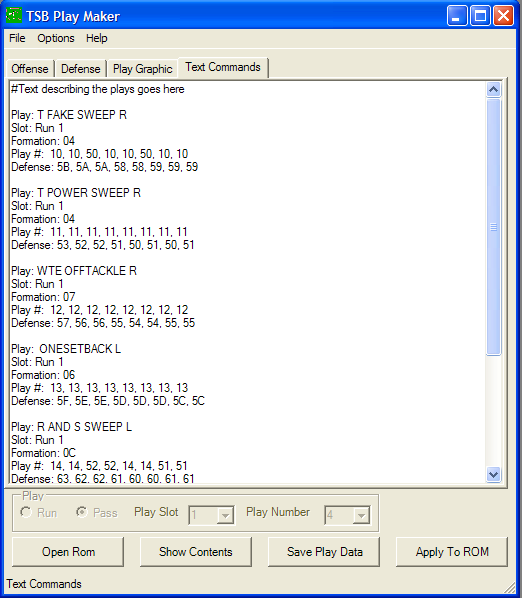 TSB Play Maker
File Options Help
Offense Defense Play Graphic Text Commands
#Text describing the plays goes here
Play: T FAKE SWEEP R
Slot: Run 1
Formation: 04
Play #: 10, 10, 50, 10, 10, 50, 10, 10
Defense: 5B, 5A, 5A, 58, 58, 59, 59, 59
Play: T POWER SWEEP R
Slot: Run 1
Formation: 04
Play #: 11, 11, 11, 11, 11, 11, 11, 11
Defense: 53, 52, 52, 51, 50, 51, 50, 51
Play: WTE OFFTACKLE R
Slot: Run 1
Fomation: 07
Play #: 12, 12, 12, 12, 12, 12, 12, 12
Defense: 57, 56, 56, 55, 54, 54, 55, 55
Play: ONESETBACK L
Slot: Run 1
Fomation: 06
Play #: 13, 13, 13, 13, 13, 13, 13, 13
Defense: 5F, 5E, 5E, 5D, 5D, 5D, 5C, 5C
Play: R AND S SWEEP L
Slot: Run 1
Fomation: 0C
Play #: 14, 14, 52, 52, 14, 14, 51, 51
Defense: 63, 62, 62, 61, 60, 60, 61, 61
Play
Run Pass Play Slot 1 Play Number 4
Open Rom Show Contents Save Play Data Apply To ROM
Text Commands